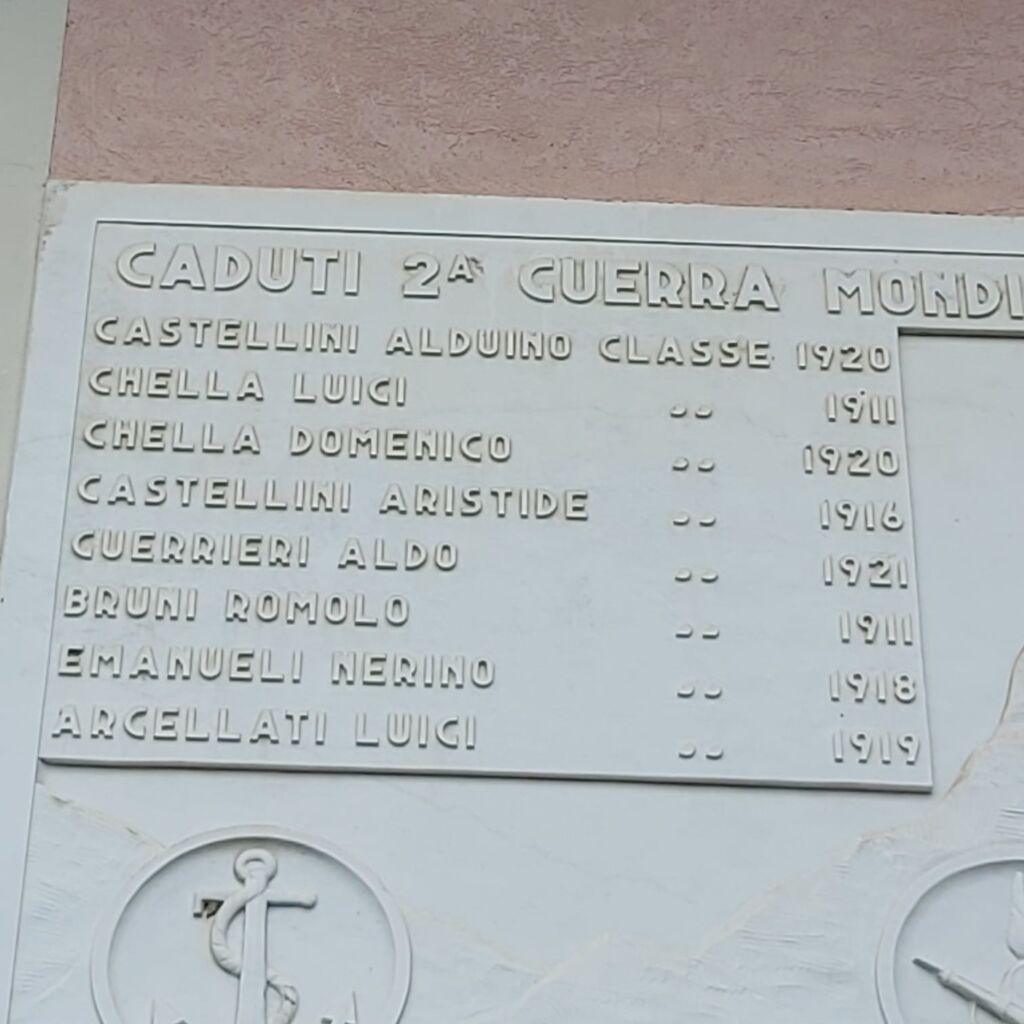 CADUTI 2A GUERRA MONDI
CASTELLINI ALDUINO CLASSE 1920
CHELLA LUIGI ,, 1911
CHELLA DOMENICO ,, 1920
CASTELLINI ARISTIDE ,, 1916
GUERRIERI ALDO ,, 1921
BRUNI ROMOLO ,, 1911
EMANUELI NERINO ,, 1918
ARGELLATI LUIGI ,, 1919